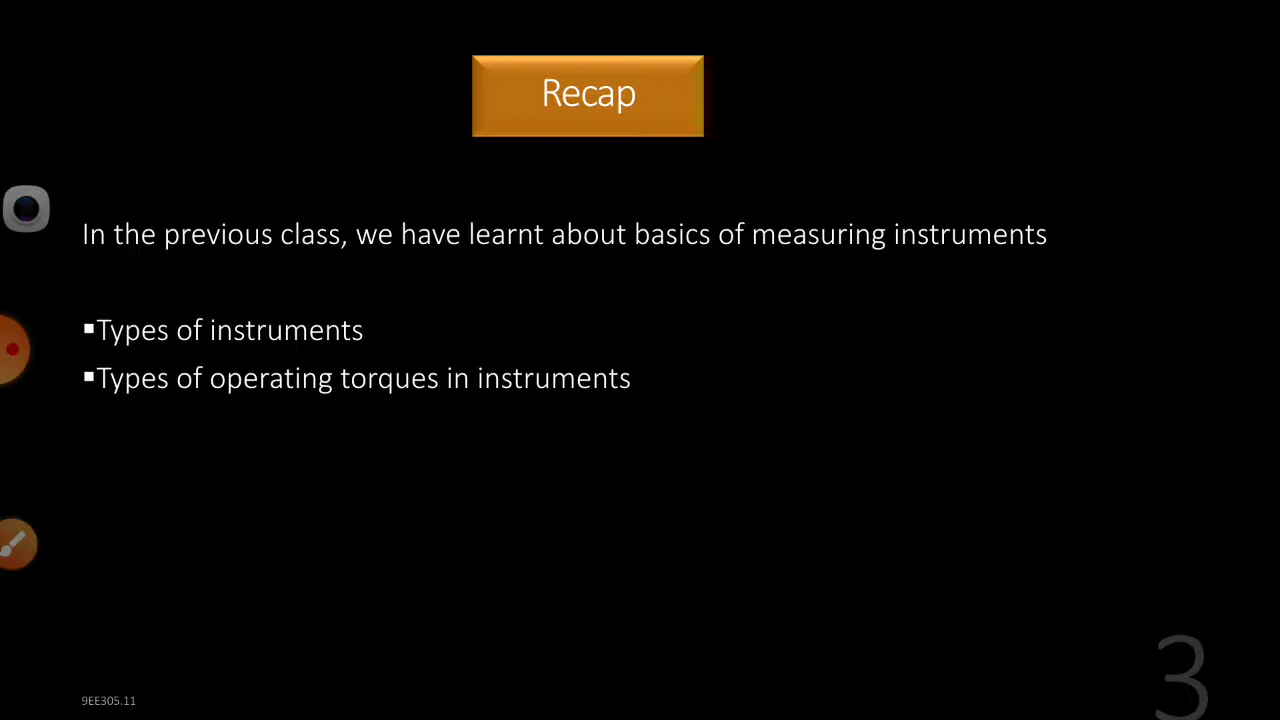 Recap
In the previous class, we have learnt about basics of measuring instruments
▪Types of instruments
▪Types of operating torques in instruments
9EE305.11
3